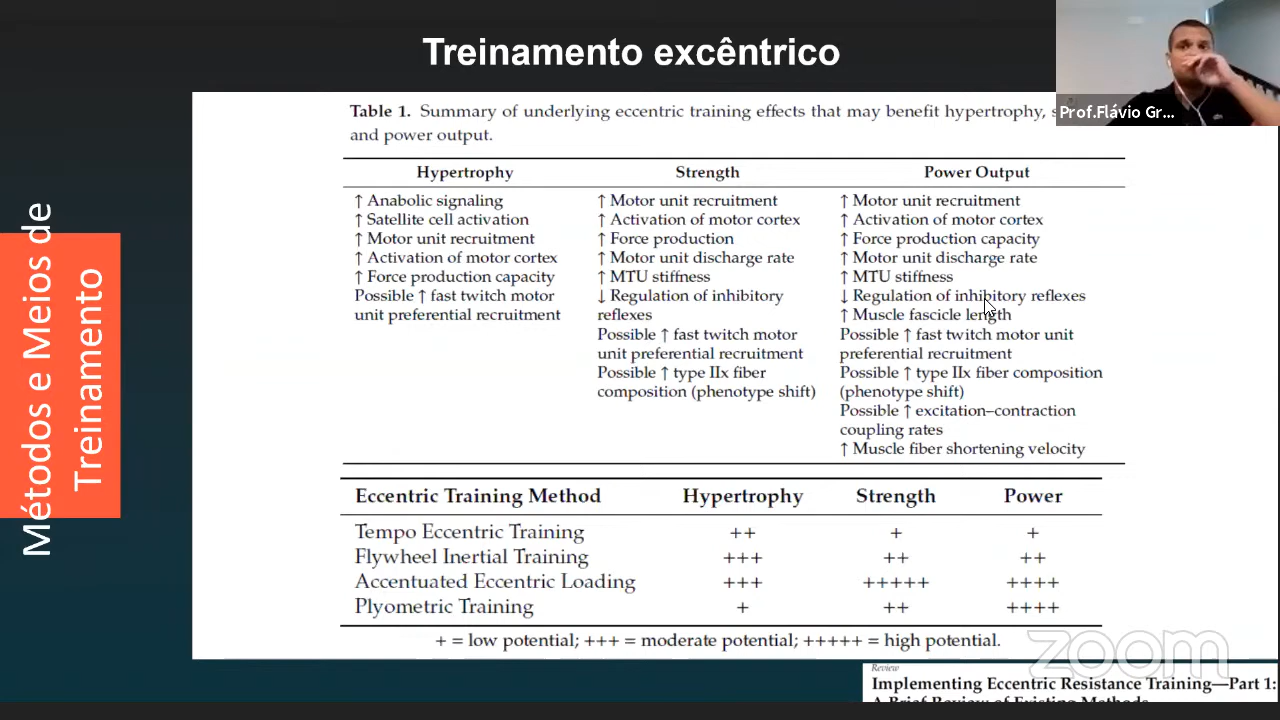 Treinamento excêntrico
Prof.Flávio Gr...
Métodos e Meios de
Treinamento
Table 1. Summary of underlying eccentric training effects that may benefit hypertrophy,
and power output.
Hypertrophy Strength Power Output
↑ Anabolic signaling
↑ Satellite cell activation
↑ Motor unit recruitment
↑ Activation of motor cortex
↑ Force production capacity
Possible ↑ fast twitch motor
unit preferential recruitment
↑ Motor unit recruitment
↑ Activation of motor cortex
↑ Force production
↑ Motor unit discharge rate
↑ MTU stiffness
↓ Regulation of inhibitory
reflexes
Possible ↑ fast twitch motor
unit preferential recruitment
Possible ↑ type IIx fiber
composition (phenotype shift)
↑ Motor unit recruitment
↑ Activation of motor cortex
↑ Force production capacity
↑ Motor unit discharge rate
↑ MTU stiffness
↓ Regulation of inhibitory reflexes
↑ Muscle fascicle length
Possible ↑ fast twitch motor unit
preferential recruitment
Possible ↑ type IIx fiber composition
(phenotype shift)
Possible ↑ excitation–contraction
coupling rates
↑ Muscle fiber shortening velocity
Eccentric Training Method Hypertrophy Strength Power
Tempo Eccentric Training ++ + +
Flywheel Inertial Training +++ ++ ++
Accentuated Eccentric Loading +++ +++++ ++++
Plyometric Training + ++ ++++
+ = low potential; +++ = moderate potential; +++++ = high potential.
zoom
Review
Implementing Eccentric Resistance Training—Part 1:
A Brief Review of Existing Methods